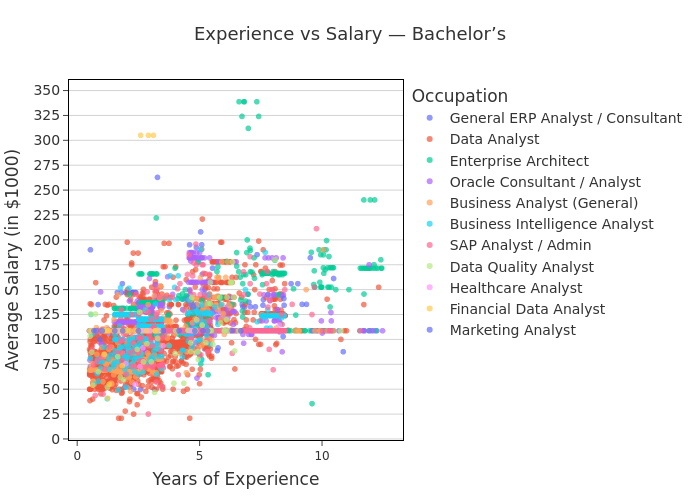 Experience vs Salary — Bachelor’s
Occupation
General ERP Analyst / Consultant
Data Analyst
Enterprise Architect
Oracle Consultant / Analyst
Business Analyst (General)
Business Intelligence Analyst
SAP Analyst / Admin
Data Quality Analyst
Healthcare Analyst
Financial Data Analyst
Marketing Analyst
Average Salary (in $1000)
350
325
300
275
250
225
200
175
150
125
100
75
50
25
0
0 5 10
Years of Experience